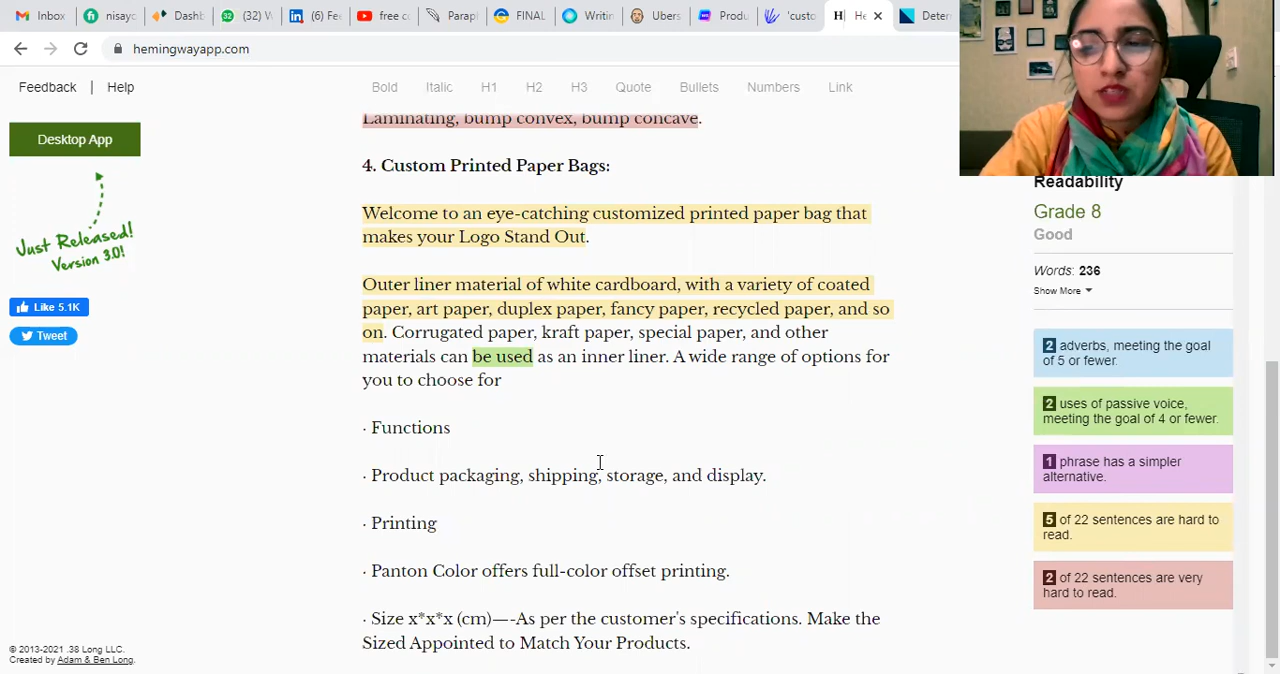 Inbox
nisayc
Dashb
(32) W
(6) Fee
free c
Parap
FINAL
Writin
Ubers
Produ
'custo
He
Deter
hemingwayapp.com
Feedback | Help
Bold Italic H1 H2 H3 Quote Bullets Numbers Link
Desktop App
Just Released!
Version 3.0!
Like 5.1K
Tweet
Laminating, bump convex, bump concave.
4. Custom Printed Paper Bags:
Welcome to an eye-catching customized printed paper bag that
makes your Logo Stand Out.
Outer liner material of white cardboard, with a variety of coated
paper, art paper, duplex paper, fancy paper, recycled paper, and so
on. Corrugated paper, kraft paper, special paper, and other
materials can be used as an inner liner. A wide range of options for
you to choose for
· Functions
· Product packaging, shipping, storage, and display.
· Printing
· Panton Color offers full-color offset printing.
· Size x*x*x (cm)—-As per the customer's specifications. Make the
Sized Appointed to Match Your Products.
Readability
Grade 8
Good
Words: 236
Show More
2 adverbs, meeting the goal
of 5 or fewer.
2 uses of passive voice,
meeting the goal of 4 or fewer.
1 phrase has a simpler
alternative.
5 of 22 sentences are hard to
read.
2 of 22 sentences are very
hard to read.
© 2013-2021 .38 Long LLC.
Created by Adam & Ben Long.